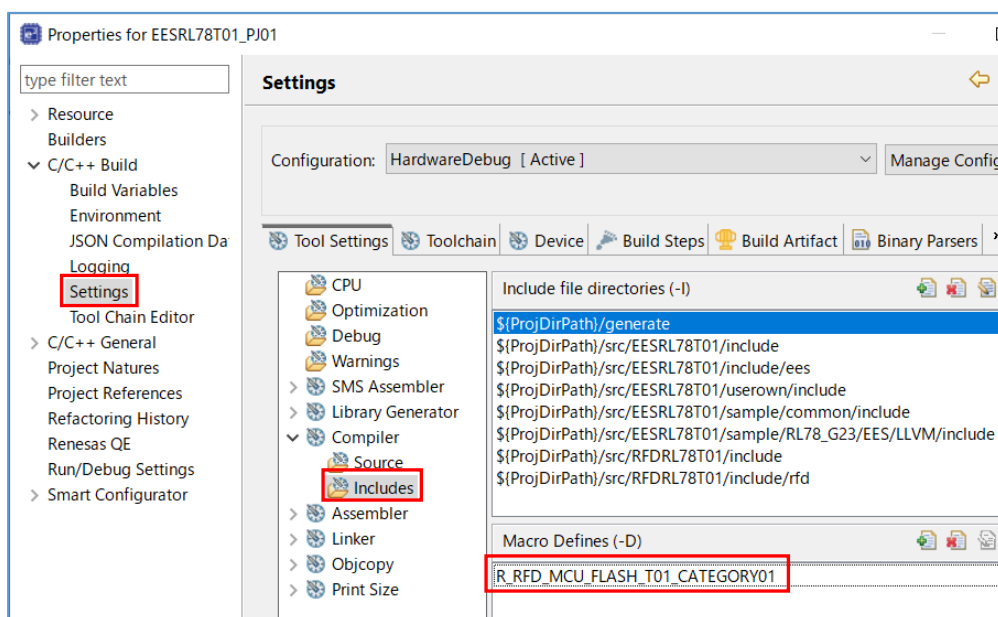 Properties for EESRL78T01_PJ01
type filter text
Resource
Builders
C/C++ Build
Build Variables
Environment
JSON Compilation Da
Logging
Settings
Tool Chain Editor
C/C++ General
Project Natures
Project References
Refactoring History
Renesas QE
Run/Debug Settings
Smart Configurator
Settings
Configuration: HardwareDebug [ Active ] Manage Config
Tool Settings Toolchain Device Build Steps Build Artifact Binary Parsers
CPU
Optimization
Debug
Warnings
SMS Assembler
Library Generator
Compiler
Source
Includes
Assembler
Linker
Objcopy
Print Size
Include file directories (-I)
${ProjDirPath}/generate
${ProjDirPath}/src/EESRL78T01/include
${ProjDirPath}/src/EESRL78T01/include/ees
${ProjDirPath}/src/EESRL78T01/userown/include
${ProjDirPath}/src/EESRL78T01/sample/common/include
${ProjDirPath}/src/EESRL78T01/sample/RL78_G23/EES/LLVM/include
${ProjDirPath}/src/RFDRL78T01/include
${ProjDirPath}/src/RFDRL78T01/include/rfd
Macro Defines (-D)
R_RFD_MCU_FLASH_T01_CATEGORY01